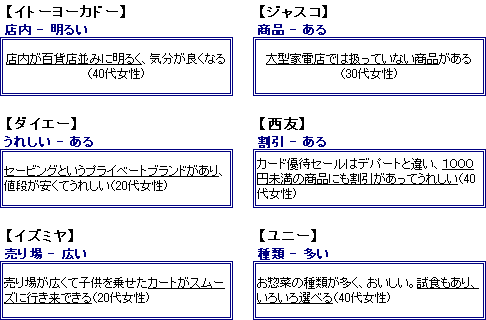 【イトーヨーカドー】
店内 － 明るい
店内が百貨店並みに明るく、気分が良くなる
(40代女性)
【ジャスコ】
商品 － ある
大型家電店では扱っていない商品がある
(30代女性)
【ダイエー】
うれしい － ある
セービングというプライベートブランドがあり、
値段が安くてうれしい(20代女性)
【西友】
割引 － ある
カード優待セールはデパートと違い、1000
円未満の商品にも割引があってうれしい(40
代女性)
【イズミヤ】
売り場 － 広い
売り場が広くて子供を乗せたカートがスムー
ズに行き来できる(20代女性)
【ユニー】
種類 － 多い
お惣菜の種類が多く、おいしい。試食もあり、
いろいろ選べる(40代女性)